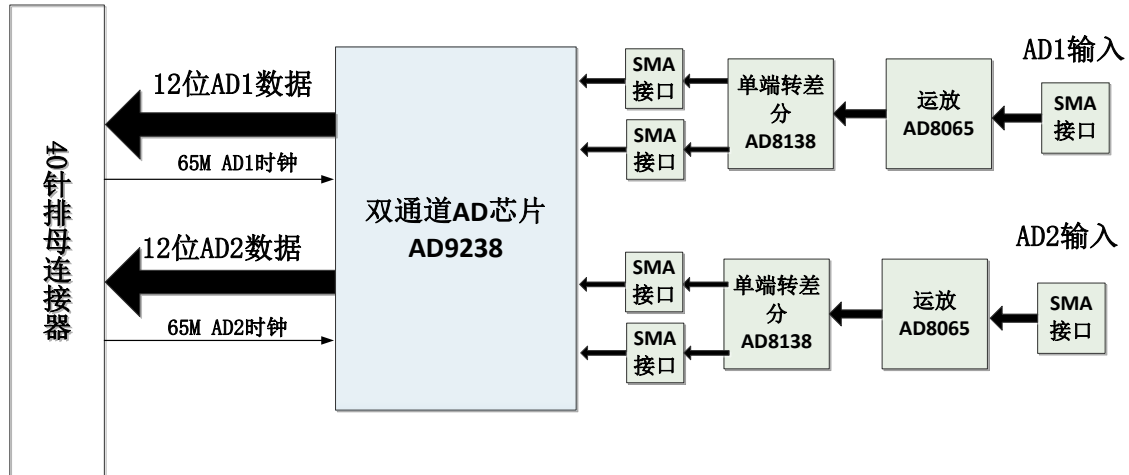 AD1输入
SMA
接口
运放
AD8065
单端转差
分
AD8138
SMA
接口
SMA
接口
双通道AD芯片
AD9238
12位AD1数据
65M AD1时钟
40针排母连接器
12位AD2数据
65M AD2时钟
AD2输入
SMA
接口
运放
AD8065
单端转差
分
AD8138
SMA
接口
SMA
接口